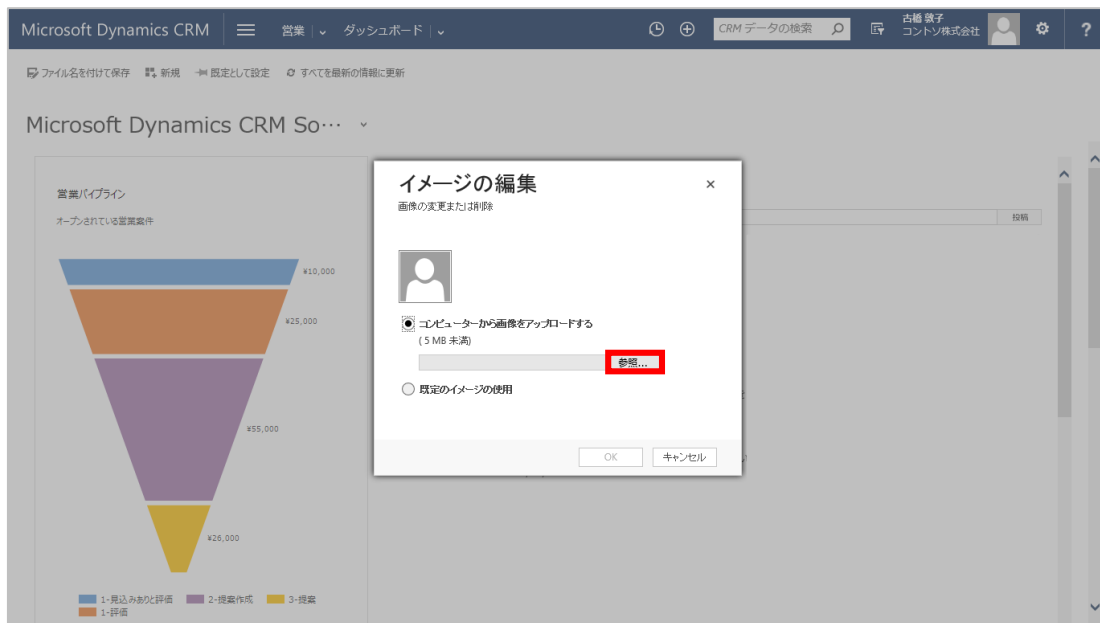 Microsoft Dynamics CRM 営業 ダッシュボード CRM データの検索 古橋 敦子 ?
コントソ株式会社
ファイル名を付けて保存 新規 既定として設定 すべてを最新の情報に更新
Microsoft Dynamics CRM So…
営業パイプライン
オープンされている営業案件
¥10,000
¥25,000
¥55,000
¥26,000
1-見込みありと評価 2-提案作成 3-提案
1-評価
投稿
イメージの編集
画像の変更または削除
コンピューターから画像をアップロードする
(5 MB 未満)
参照...
既定のイメージの使用
OK キャンセル